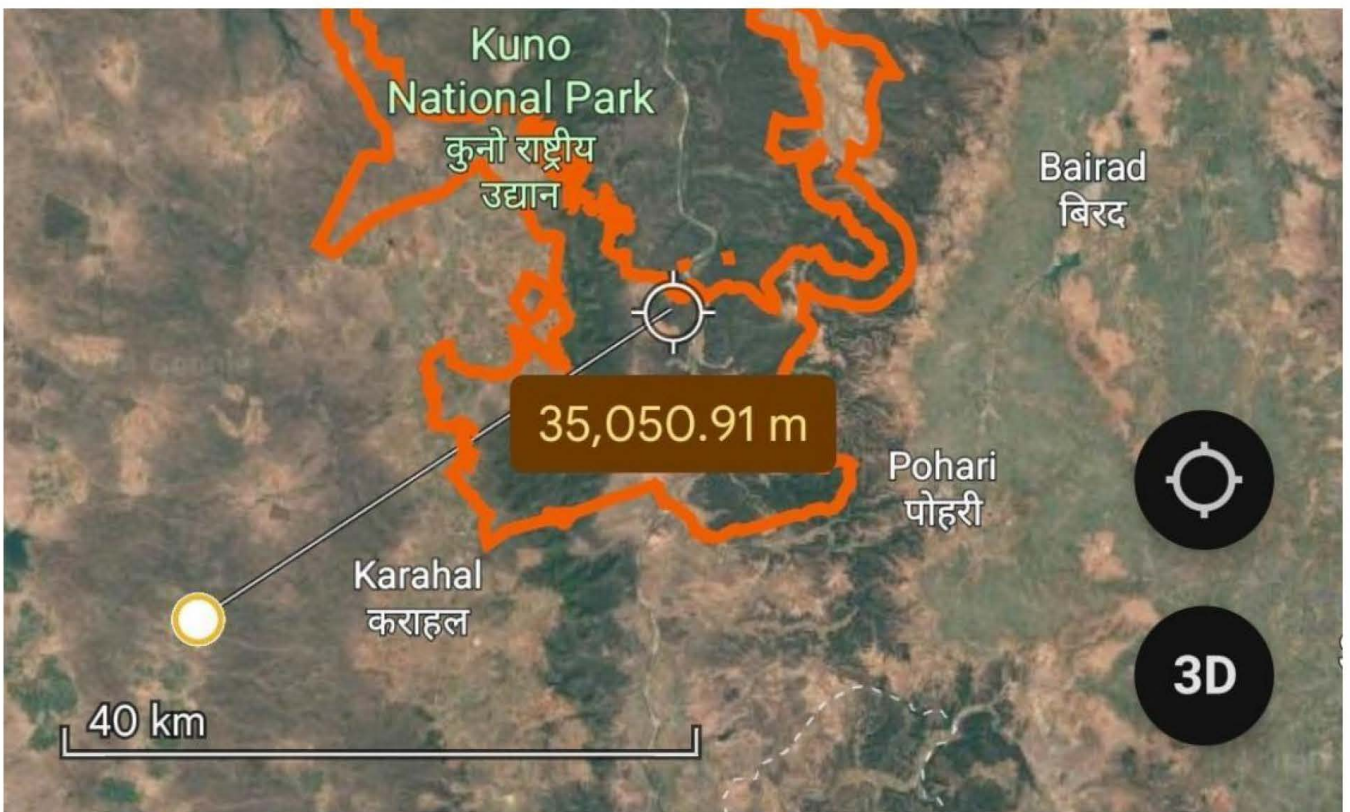 Kuno
National Park
कुनो राष्ट्रीय
उद्यान
Bairad
बिरद
35,050.91 m
Pohari
पोहरी
Karahal
कराहल
3D
40 km